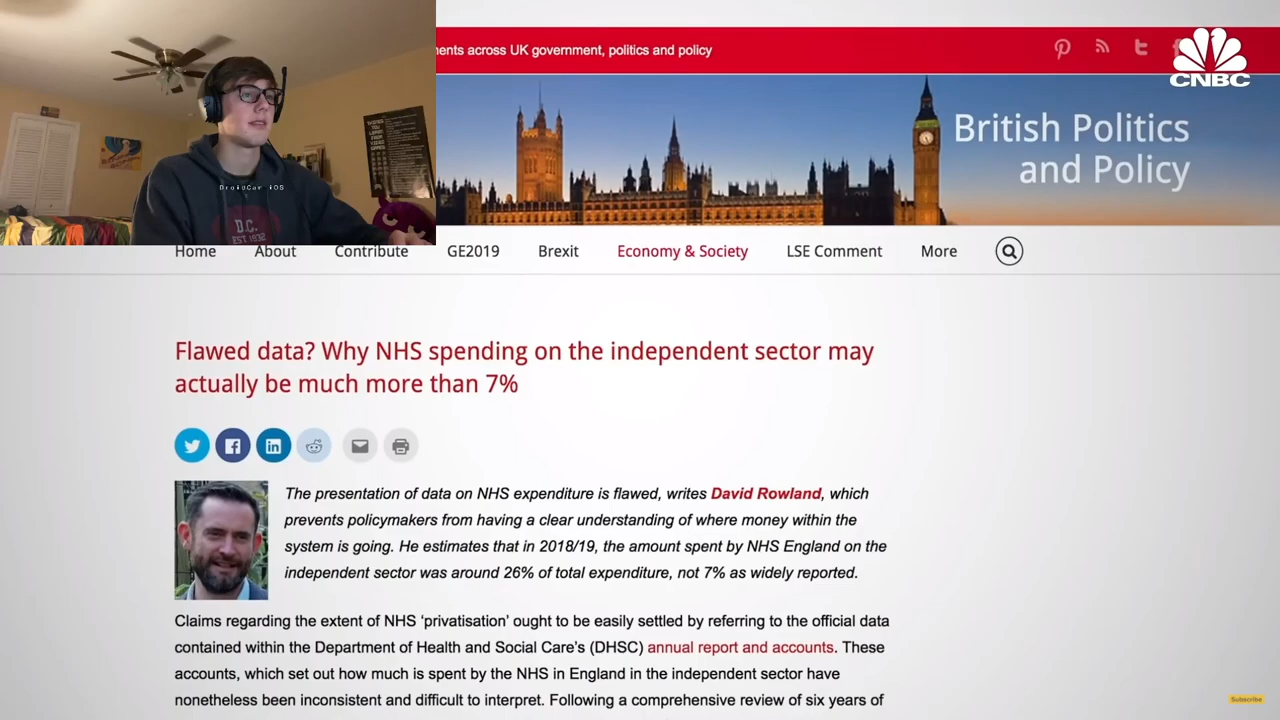 ents across UK government, politics and policy
CNBC
British Politics
and Policy
DroidCam iOS
D.C.
EST. 1932
Home About Contribute GE2019 Brexit Economy & Society LSE Comment More
Flawed data? Why NHS spending on the independent sector may
actually be much more than 7%
The presentation of data on NHS expenditure is flawed, writes David Rowland, which
prevents policymakers from having a clear understanding of where money within the
system is going. He estimates that in 2018/19, the amount spent by NHS England on the
independent sector was around 26% of total expenditure, not 7% as widely reported.
Claims regarding the extent of NHS ‘privatisation’ ought to be easily settled by referring to the official data
contained within the Department of Health and Social Care’s (DHSC) annual report and accounts. These
accounts, which set out how much is spent by the NHS in England in the independent sector have
nonetheless been inconsistent and difficult to interpret. Following a comprehensive review of six years of
Subscribe